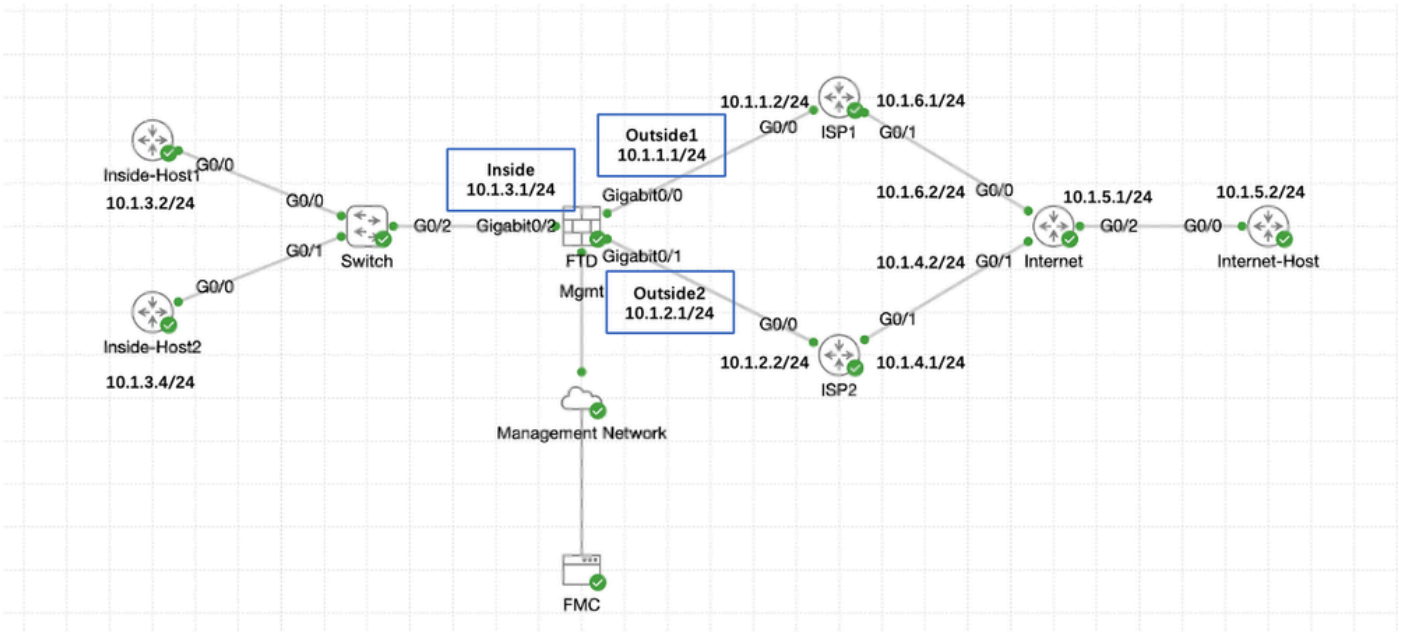 10.1.1.2/24
10.1.6.1/24
G0/0
ISP1
G0/1
Outside1
10.1.1.1/24
Inside
10.1.3.1/24
G0/0
Inside-Host1
10.1.3.2/24
G0/0
Gigabit0/0
10.1.6.2/24
G0/0
10.1.5.1/24
10.1.5.2/24
G0/2
Gigabit0/2
G0/2
G0/0
G0/1
Switch
FTD
Gigabit0/1
10.1.4.2/24
G0/1
Internet
Internet-Host
G0/0
Mgmt
Outside2
10.1.2.1/24
G0/0
G0/1
Inside-Host2
10.1.3.4/24
10.1.2.2/24
10.1.4.1/24
ISP2
Management Network
FMC